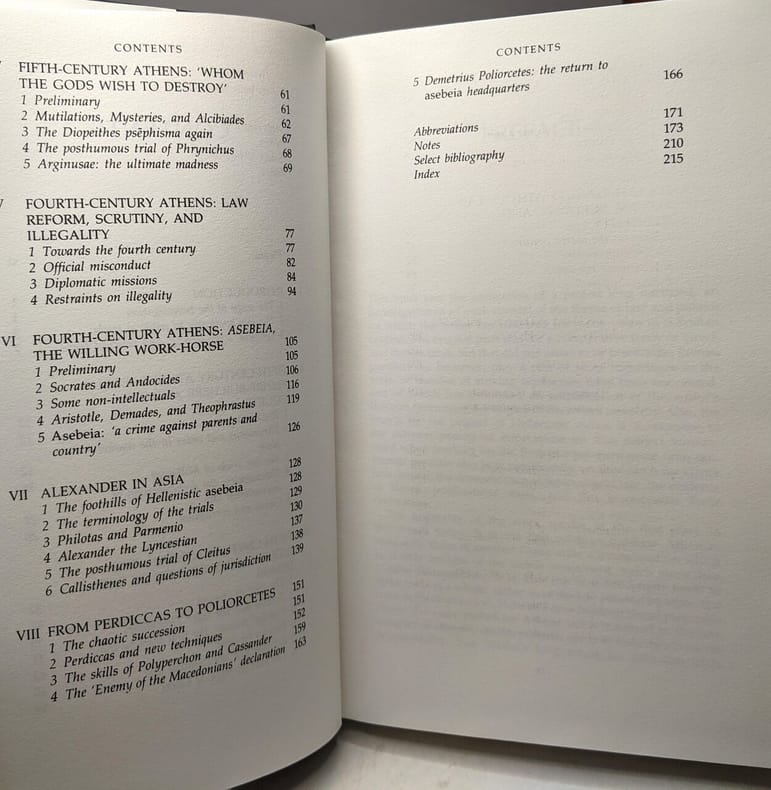 CONTENTS
FIFTH-CENTURY ATHENS: ‘WHOM
THE GODS WISH TO DESTROY’ 61
1 Preliminary 61
2 Mutilations, Mysteries, and Alcibiades 62
3 The Diopeithes psēphisma again 67
4 The posthumous trial of Phrynichus 68
5 Arginusae: the ultimate madness 69
FOURTH-CENTURY ATHENS: LAW
REFORM, SCRUTINY, AND
ILLEGALITY 77
1 Towards the fourth century 77
2 Official misconduct 82
3 Diplomatic missions 84
4 Restraints on illegality 94
VI FOURTH-CENTURY ATHENS: ASEBEIA,
THE WILLING WORK-HORSE 105
1 Preliminary 105
2 Socrates and Andocides 106
3 Some non-intellectuals 116
4 Aristotle, Demades, and Theophrastus 119
5 Asebeia: ‘a crime against parents and
country’ 126
VII ALEXANDER IN ASIA 128
1 The foothills of Hellenistic asebeia 128
2 The terminology of the trials 129
3 Philotas and Parmenio 130
4 Alexander the Lyncestian 137
5 The posthumous trial of Cleitus 138
6 Callisthenes and questions of jurisdiction 139
VIII FROM PERDICCAS TO POLIORCETES 151
1 The chaotic succession 151
2 Perdiccas and new techniques 152
3 The skills of Polyperchon and Cassander 159
4 The ‘Enemy of the Macedonians’ declaration 163
CONTENTS
5 Demetrius Poliorcetes: the return to
asebeia headquarters 166
Abbreviations 171
Notes 173
Select bibliography 210
Index 215